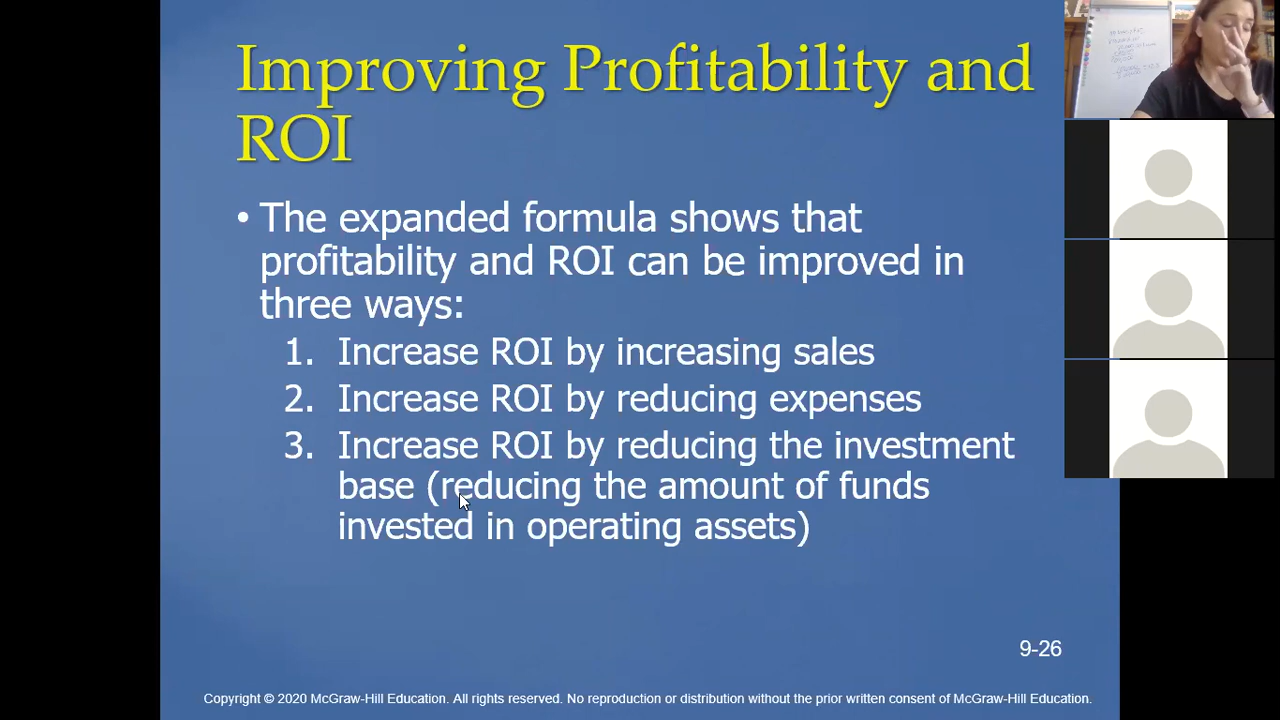 Improving Profitability and
ROI
• The expanded formula shows that
profitability and ROI can be improved in
three ways:
1. Increase ROI by increasing sales
2. Increase ROI by reducing expenses
3. Increase ROI by reducing the investment
base (reducing the amount of funds
invested in operating assets)
9-26
Copyright © 2020 McGraw-Hill Education. All rights reserved. No reproduction or distribution without the prior written consent of McGraw-Hill Education.